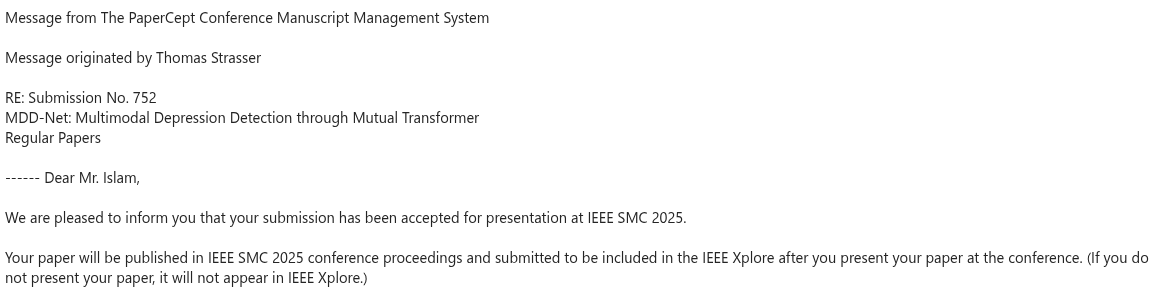 Message from The PaperCept Conference Manuscript Management System
Message originated by Thomas Strasser
RE: Submission No. 752
MDD-Net: Multimodal Depression Detection through Mutual Transformer
Regular Papers
------ Dear Mr. Islam,
We are pleased to inform you that your submission has been accepted for presentation at IEEE SMC 2025.
Your paper will be published in IEEE SMC 2025 conference proceedings and submitted to be included in the IEEE Xplore after you present your paper at the conference. (If you do
not present your paper, it will not appear in IEEE Xplore.)